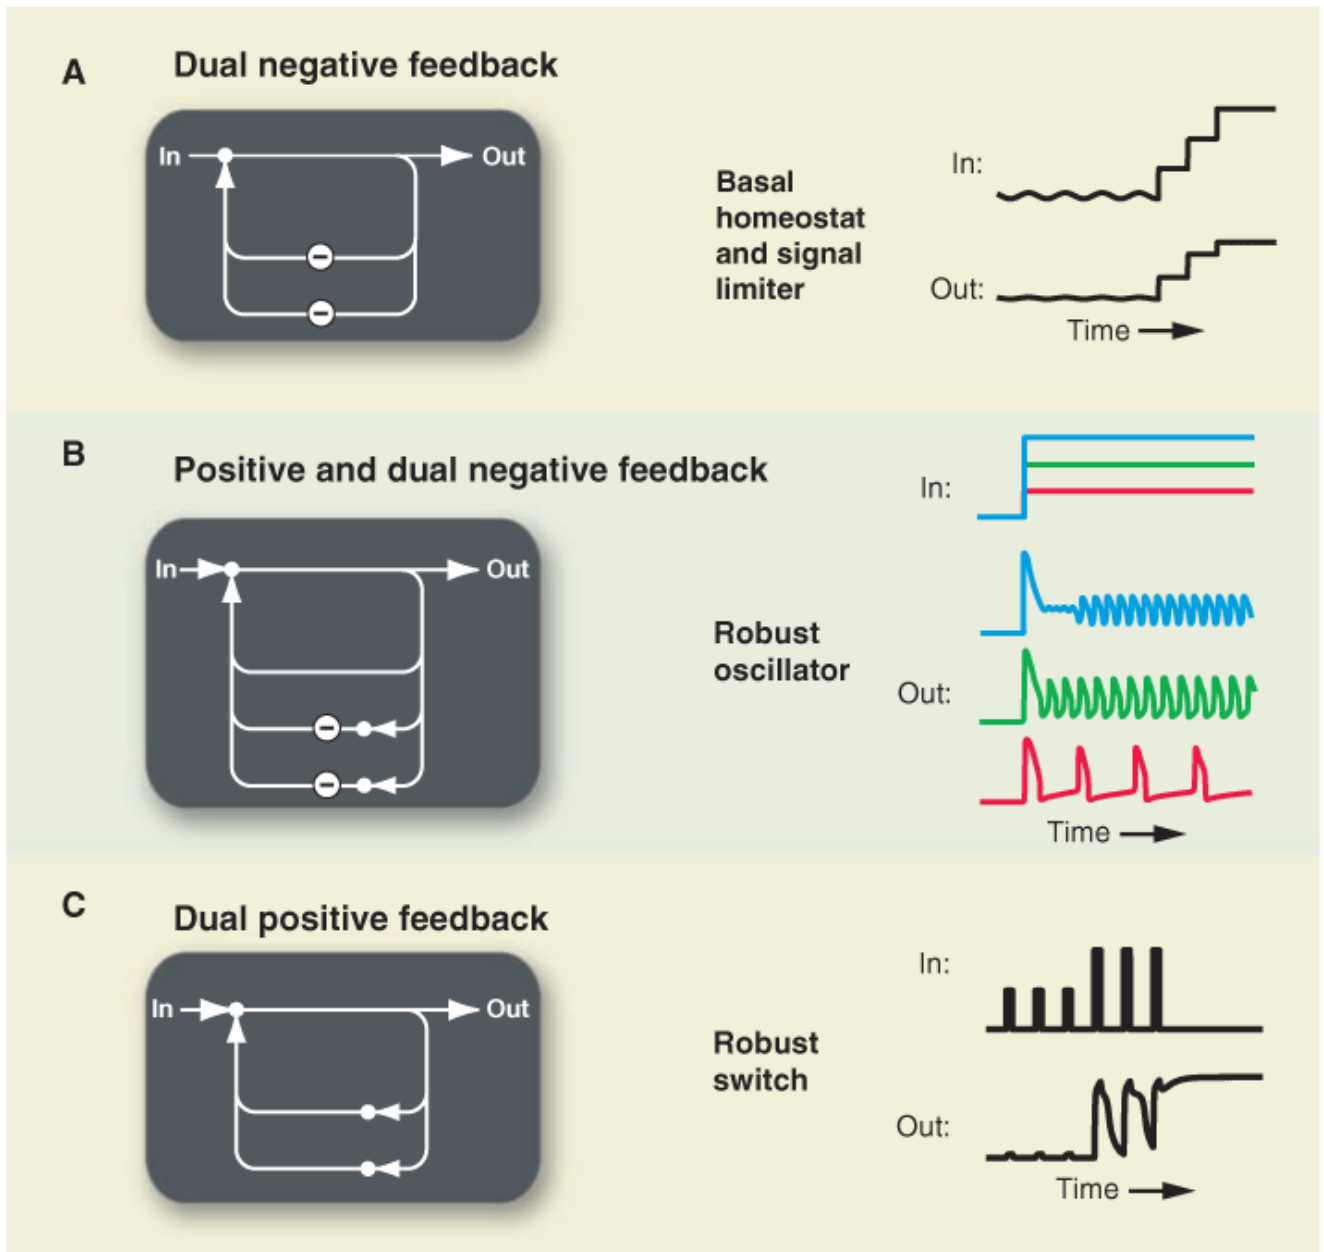 A
Dual negative feedback
In
Out
−
−
Basal
homeostat
and signal
limiter
In:
Out:
Time
B
Positive and dual negative feedback
In
Out
−
−
Robust
oscillator
In:
Out:
Time
C
Dual positive feedback
In
Out
Robust
switch
In:
Out:
Time